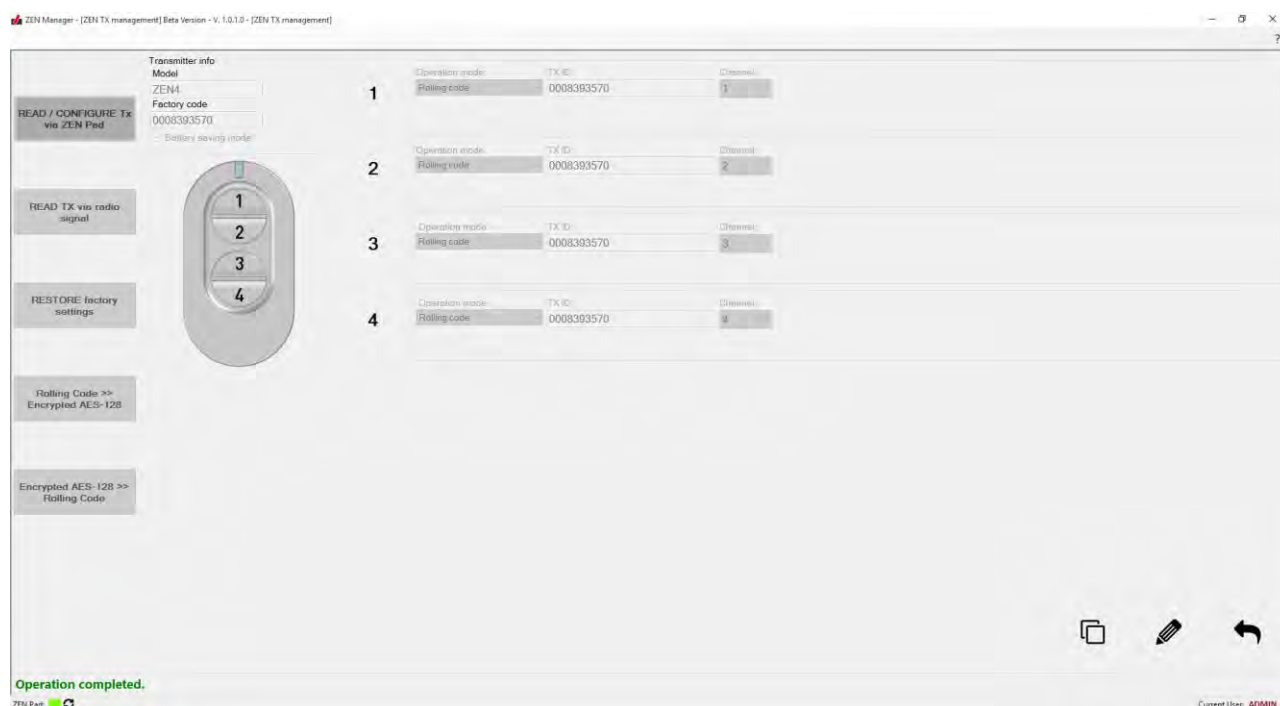 ZEN Manager - [ZEN TX management] Beta Version - V. 1.0.1.0 - [ZEN TX management]
?
READ / CONFIGURE Tx
via ZEN Pad
READ TX via radio
signal
RESTORE factory
settings
Rolling Code >>
Encrypted AES-128
Encrypted AES-128 >>
Rolling Code
Transmitter info
Model
ZEN4
Factory code
0008393570
Battery saving mode
1
2
3
4
1
Operation mode:
TX ID:
Channel:
Rolling code
0008393570
1
2
Operation mode:
TX ID:
Channel:
Rolling code
0008393570
2
3
Operation mode:
TX ID:
Channel:
Rolling code
0008393570
3
4
Operation mode:
TX ID:
Channel:
Rolling code
0008393570
4
Operation completed.
ZEN Pad:
Current User: ADMIN